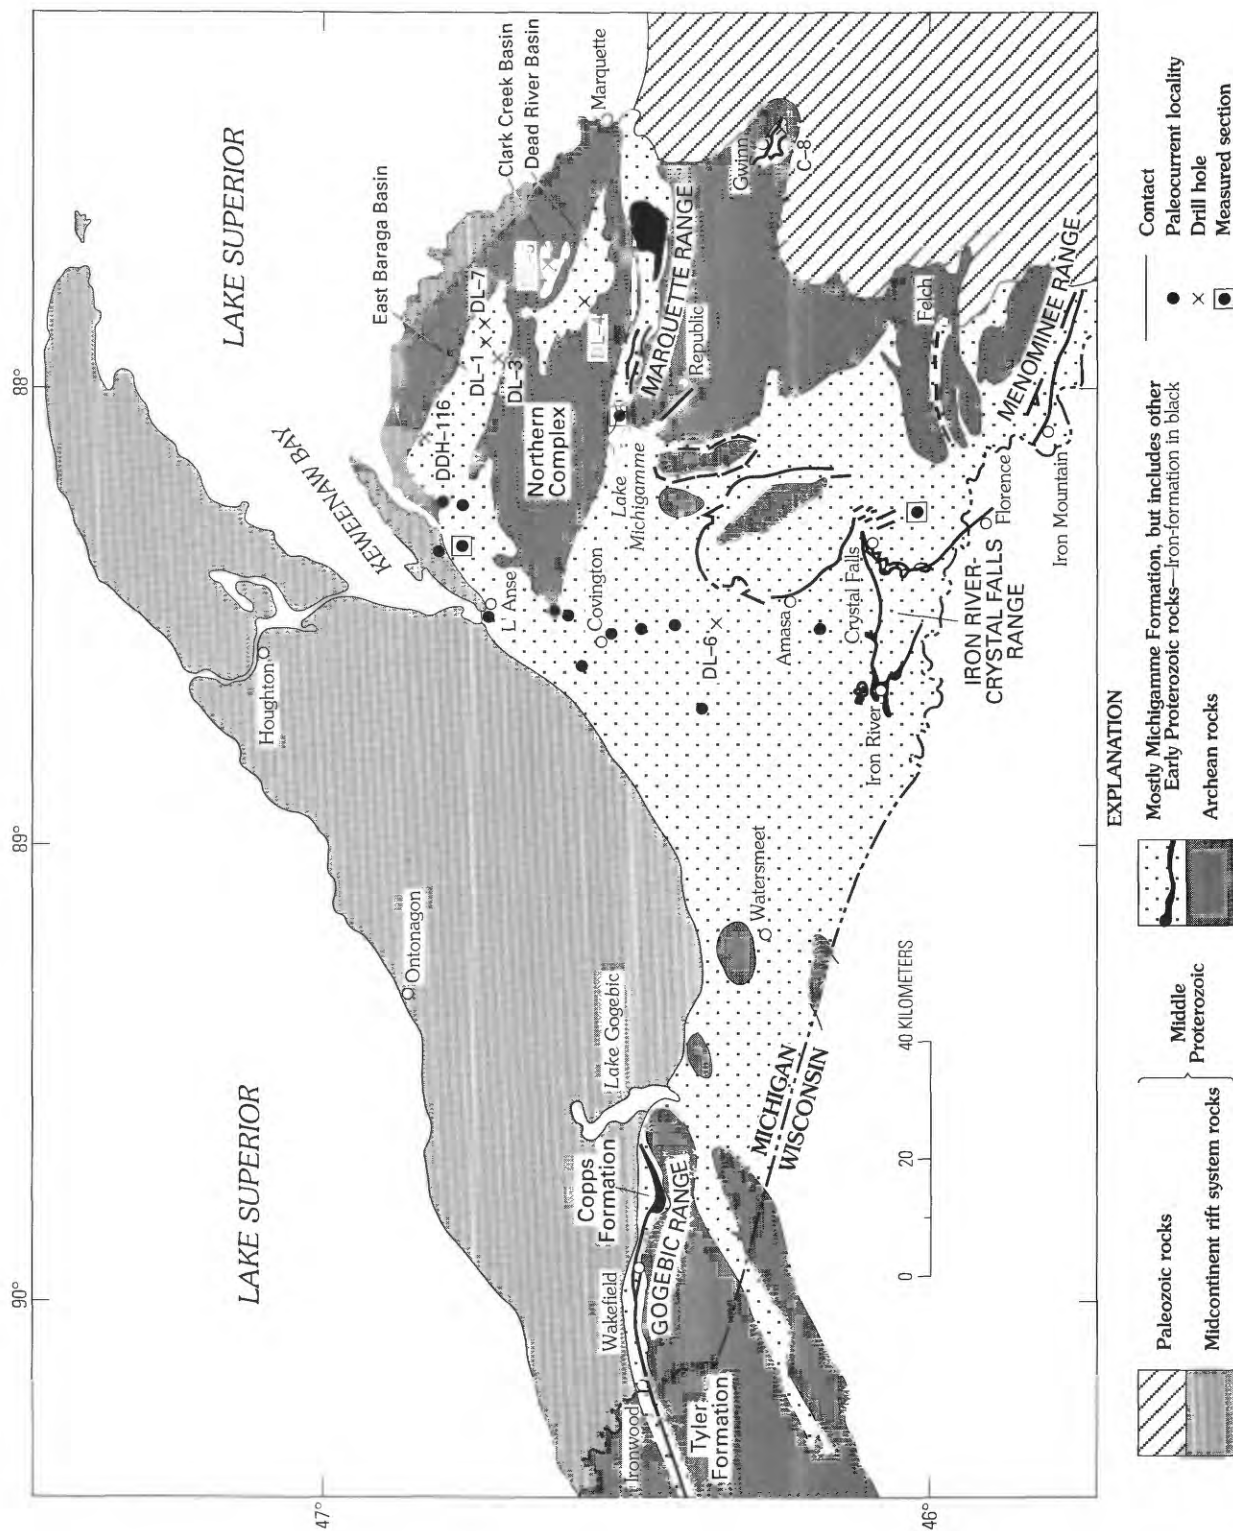 90°
89°
88°
47°
46°
LAKE SUPERIOR
LAKE SUPERIOR
KEWEENAW BAY
Houghton
Ontonagon
Lake Gogebic
L'Anse
Covington
East Baraga Basin
Clark Creek Basin
Dead River Basin
Marquette
DDH–116
DL–1
DL–7
DL–3
DL–4
Northern
Complex
Lake
Michigamme
MARQUETTE RANGE
Republic
Gwinn
C–8
Copps
Formation
Wakefield
GOGEBIC RANGE
Ironwood
Tyler
Formation
MICHIGAN
WISCONSIN
Watersmeet
DL–6
Amasa
Crystal Falls
Iron River
IRON RIVER-
CRYSTAL FALLS
RANGE
Florence
Felch
MENOMINEE RANGE
Iron Mountain
0
20
40 KILOMETERS
EXPLANATION
Paleozoic rocks
Midcontinent rift system rocks
Middle
Proterozoic
Mostly Michigamme Formation, but includes other
Early Proterozoic rocks—Iron-formation in black
Archean rocks
Contact
Paleocurrent locality
Drill hole
Measured section